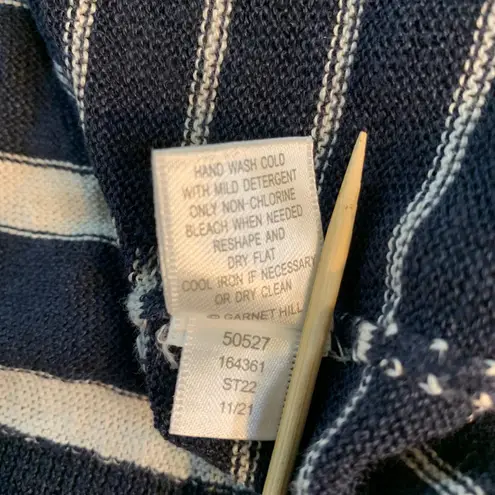 HAND WASH COLD
WITH MILD DETERGENT
ONLY NON-CHLORINE
BLEACH WHEN NEEDED
RESHAPE AND
DRY FLAT
COOL IRON IF NECESSARY
OR DRY CLEAN
© GARNET HILL
50527
164361
ST22
11/21